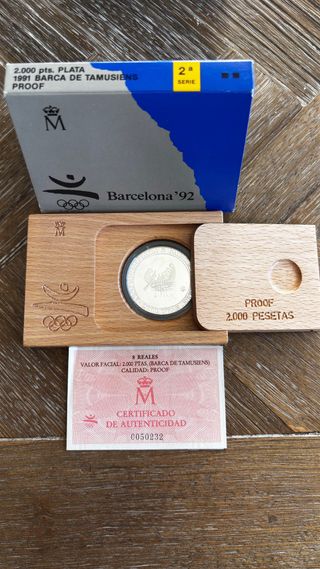 2.000 pts. PLATA
1991 BARCA DE TAMUSIENS
PROOF
2ª
SERIE
M
Barcelona '92
M
PROOF
2.000 PESETAS
8 REALES
VALOR FACIAL: 2.000 PTAS. (BARCA DE TAMUSIENS)
CALIDAD: PROOF
M
CERTIFICADO
DE AUTENTICIDAD
C050232